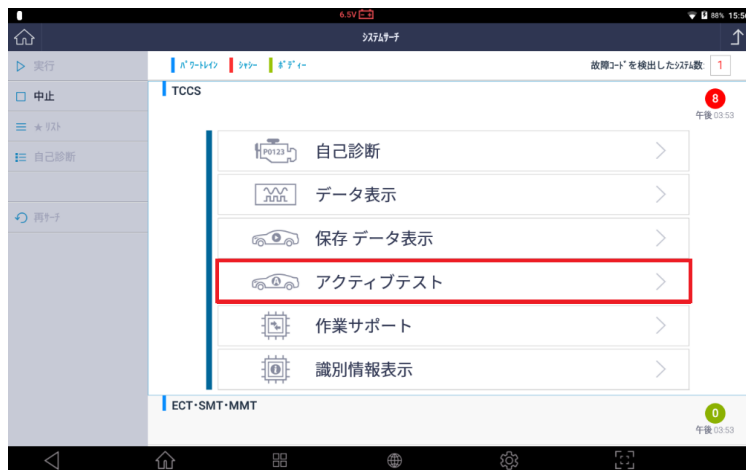 6.5V 88% 15:50
システムサーチ
実行
パワートレイン シャシー ボディー 故障コードを検出したシステム数: 1
中止
TCCS
8
午後 03:53
★ リスト
自己診断
再サーチ
P0123 自己診断
データ表示
保存 データ表示
アクティブテスト
作業サポート
識別情報表示
ECT･SMT･MMT
0
午後 03:53